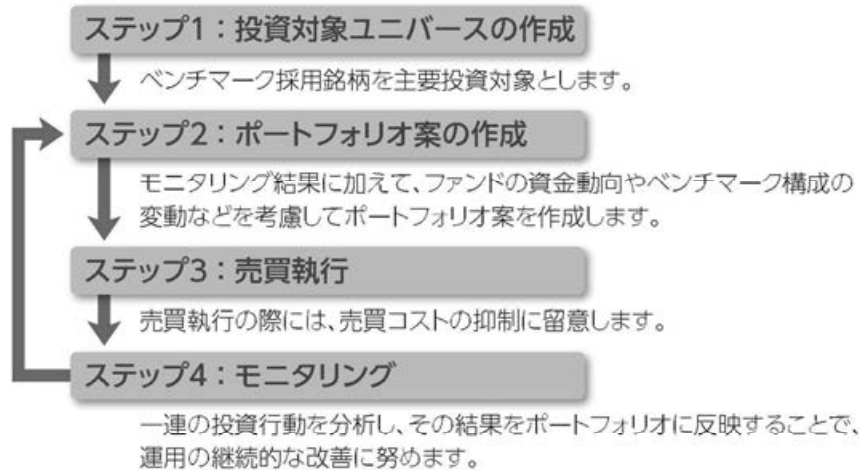 ステップ1：投資対象ユニバースの作成
ベンチマーク採用銘柄を主要投資対象とします。
ステップ2：ポートフォリオ案の作成
モニタリング結果に加えて、ファンドの資金動向やベンチマーク構成の
変動などを考慮してポートフォリオ案を作成します。
ステップ3：売買執行
売買執行の際には、売買コストの抑制に留意します。
ステップ4：モニタリング
一連の投資行動を分析し、その結果をポートフォリオに反映することで、
運用の継続的な改善に努めます。